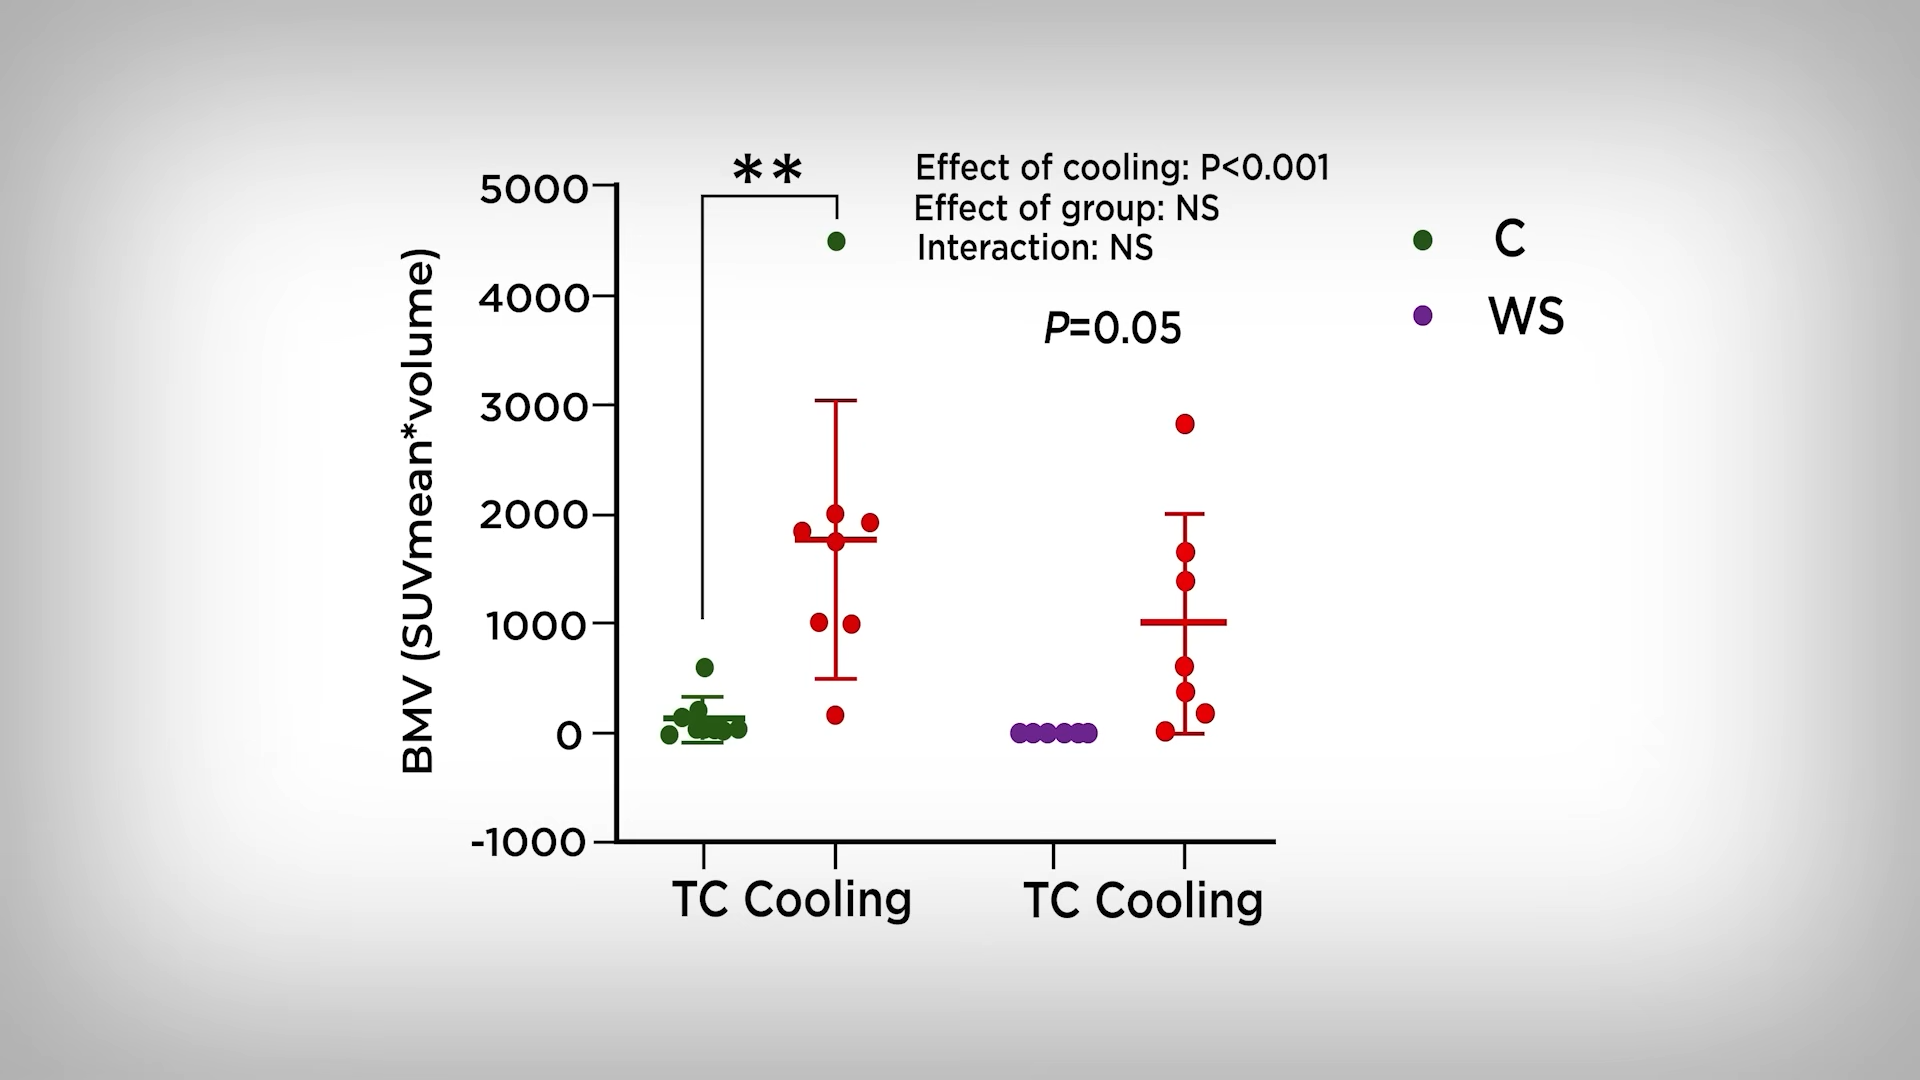 **
Effect of cooling: P<0.001
Effect of group: NS
Interaction: NS
P=0.05
C
WS
BMV (SUVmean*volume)
5000
4000
3000
2000
1000
0
-1000
TC Cooling
TC Cooling